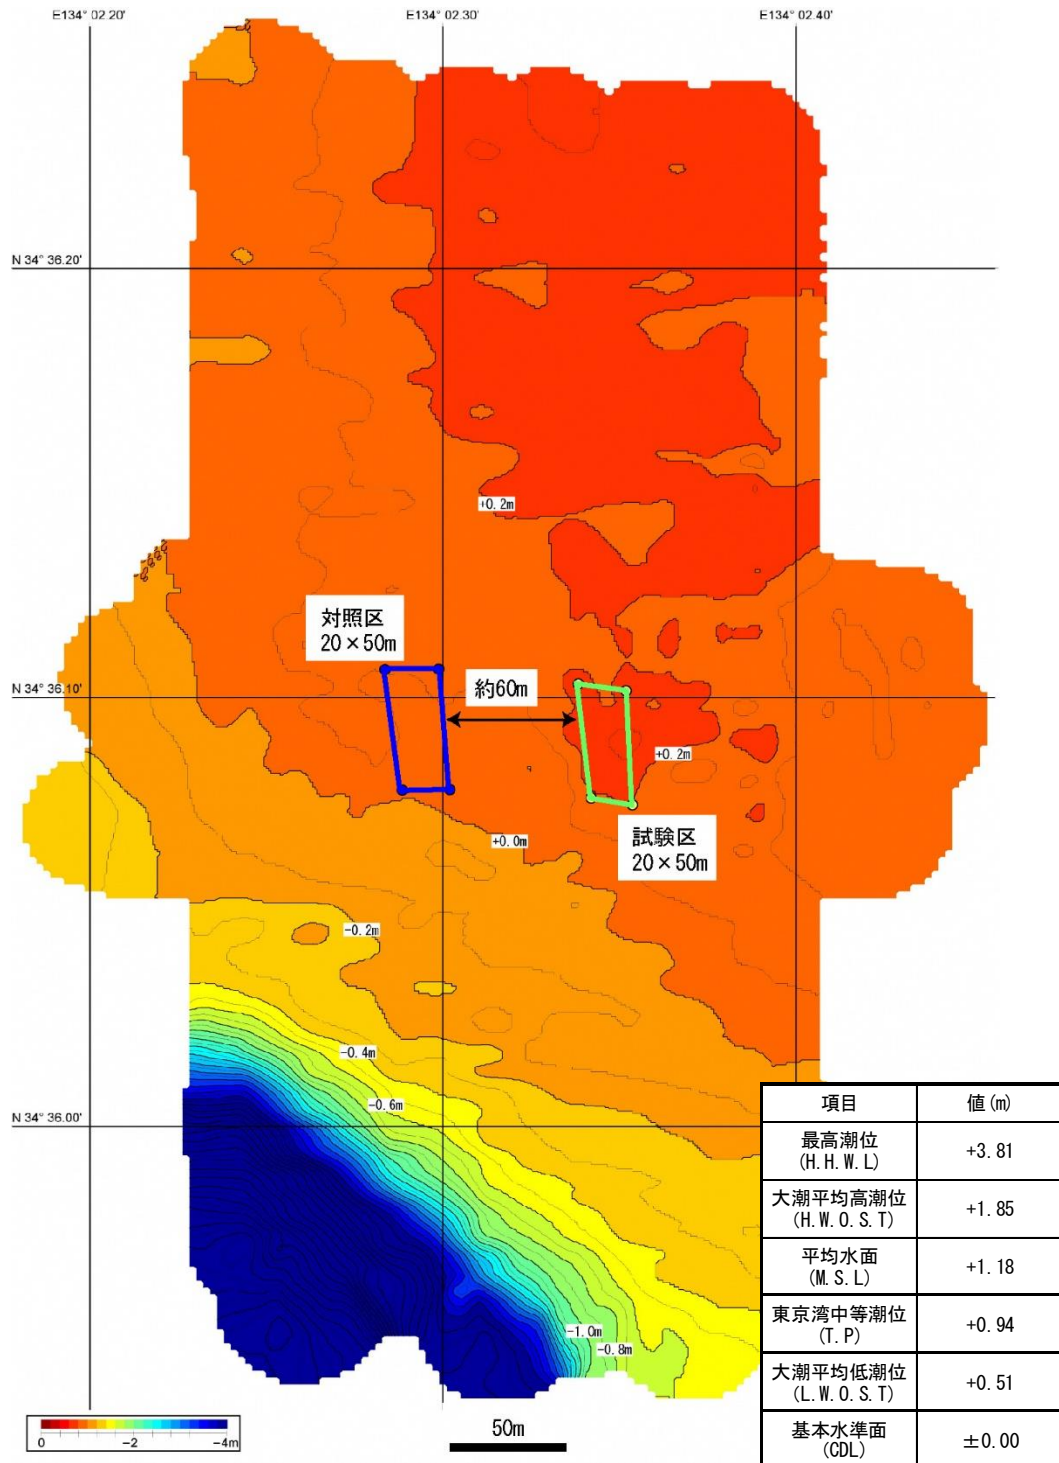 E134° 02.20'
E134° 02.30'
E134° 02.40'
N 34° 36.20'
+0.2m
対照区
20×50m
N 34° 36.10'
約60m
+0.2m
+0.0m
試験区
20×50m
-0.2m
-0.4m
-0.6m
N 34° 36.00'
-1.0m
-0.8m
項目 値(m)
最高潮位
(H.H.W.L) +3.81
大潮平均高潮位
(H.W.O.S.T) +1.85
平均水面
(M.S.L) +1.18
東京湾中等潮位
(T.P) +0.94
大潮平均低潮位
(L.W.O.S.T) +0.51
基本水準面
(CDL) ±0.00
0 -2 -4m
50m